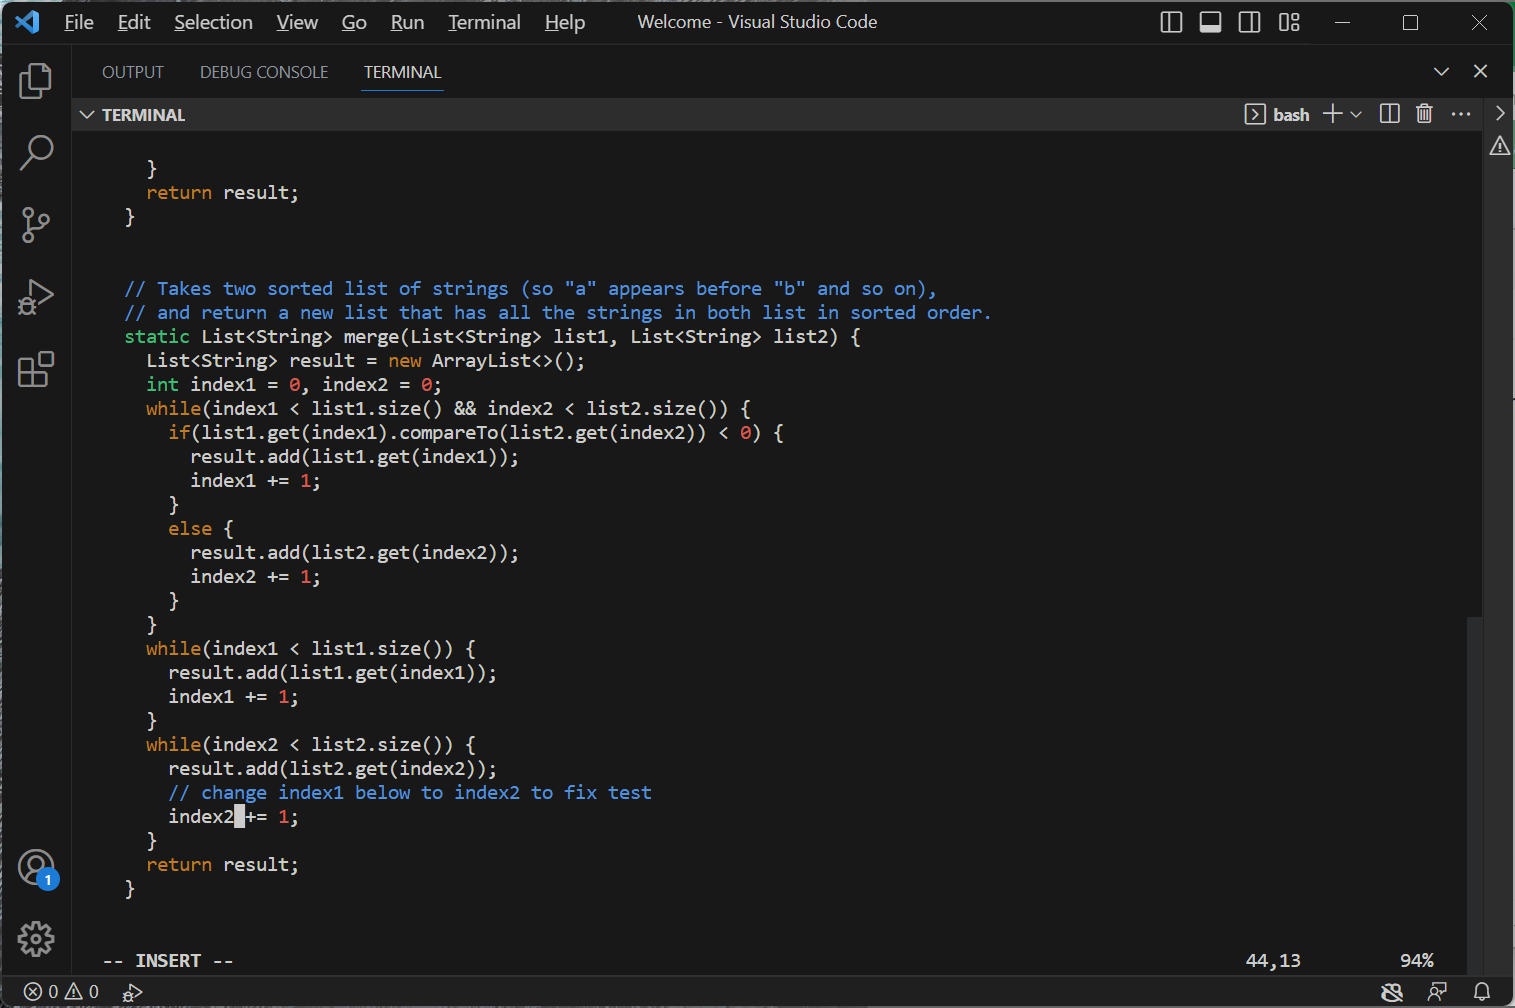 File Edit Selection View Go Run Terminal Help Welcome - Visual Studio Code
OUTPUT DEBUG CONSOLE TERMINAL
TERMINAL bash
}
return result;
}
// Takes two sorted list of strings (so "a" appears before "b" and so on),
// and return a new list that has all the strings in both list in sorted order.
static List<String> merge(List<String> list1, List<String> list2) {
List<String> result = new ArrayList<>();
int index1 = 0, index2 = 0;
while(index1 < list1.size() && index2 < list2.size()) {
if(list1.get(index1).compareTo(list2.get(index2)) < 0) {
result.add(list1.get(index1));
index1 += 1;
}
else {
result.add(list2.get(index2));
index2 += 1;
}
}
while(index1 < list1.size()) {
result.add(list1.get(index1));
index1 += 1;
}
while(index2 < list2.size()) {
result.add(list2.get(index2));
// change index1 below to index2 to fix test
index2 += 1;
}
return result;
}
1
-- INSERT -- 44,13 94%
0 0